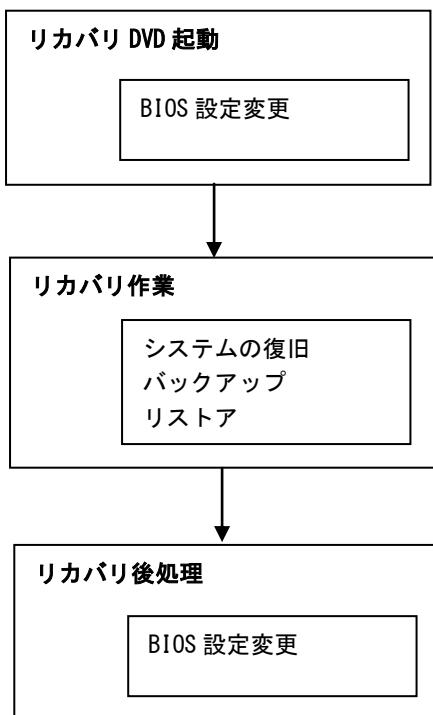 リカバリ DVD 起動
BIOS 設定変更
リカバリ作業
システムの復旧
バックアップ
リストア
リカバリ後処理
BIOS 設定変更